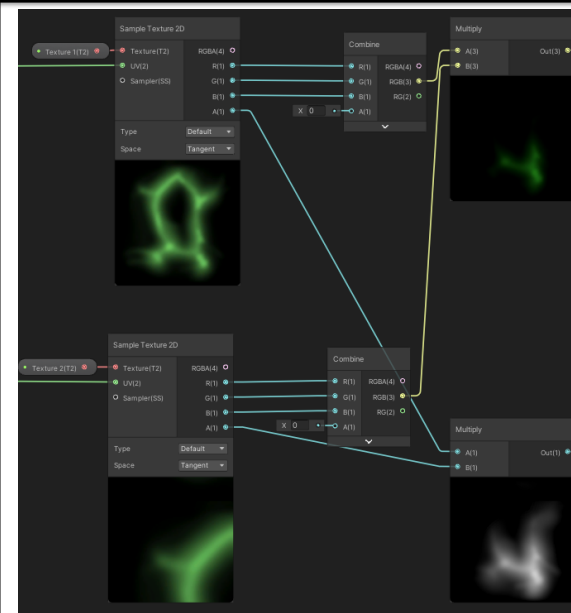 Sample Texture 2D
Texture 1(T2)
Texture(T2) RGBA(4)
UV(2) R(1)
Sampler(SS) G(1)
B(1)
A(1)
Type Default
Space Tangent
Combine
R(1) RGBA(4)
G(1) RGB(3)
B(1) RG(2)
X 0 A(1)
Multiply
A(3) Out(3)
B(3)
Sample Texture 2D
Texture 2(T2)
Texture(T2) RGBA(4)
UV(2) R(1)
Sampler(SS) G(1)
B(1)
A(1)
Type Default
Space Tangent
Combine
R(1) RGBA(4)
G(1) RGB(3)
B(1) RG(2)
X 0 A(1)
Multiply
A(1) Out(1)
B(1)